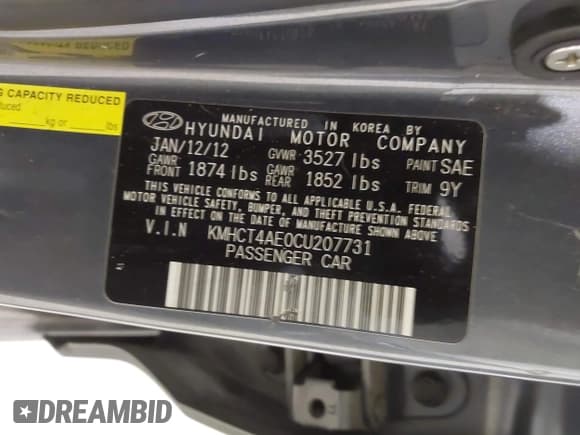 G CAPACITY REDUCED
duced
kg or lbs
MANUFACTURED IN KOREA BY
HYUNDAI MOTOR COMPANY
JAN/12/12 GVWR 3527 lbs PAINT SAE
GAWR FRONT 1874 lbs GAWR REAR 1852 lbs TRIM 9Y
THIS VEHICLE CONFORMS TO ALL APPLICABLE U.S.A. FEDERAL
MOTOR VEHICLE SAFETY, BUMPER, AND THEFT PREVENTION STANDARDS
IN EFFECT ON THE DATE OF MANUFACTURE SHOWN ABOVE.
V.I.N KMHCT4AE0CU207731
PASSENGER CAR
DREAMBID